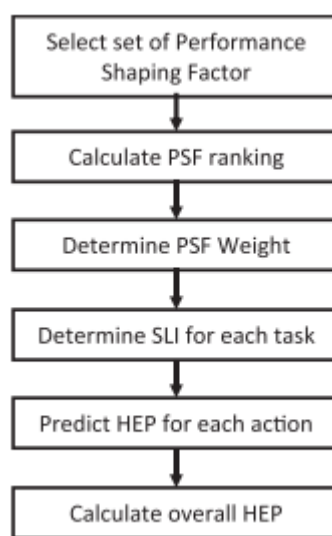 Select set of Performance
Shaping Factor
Calculate PSF ranking
Determine PSF Weight
Determine SLI for each task
Predict HEP for each action
Calculate overall HEP